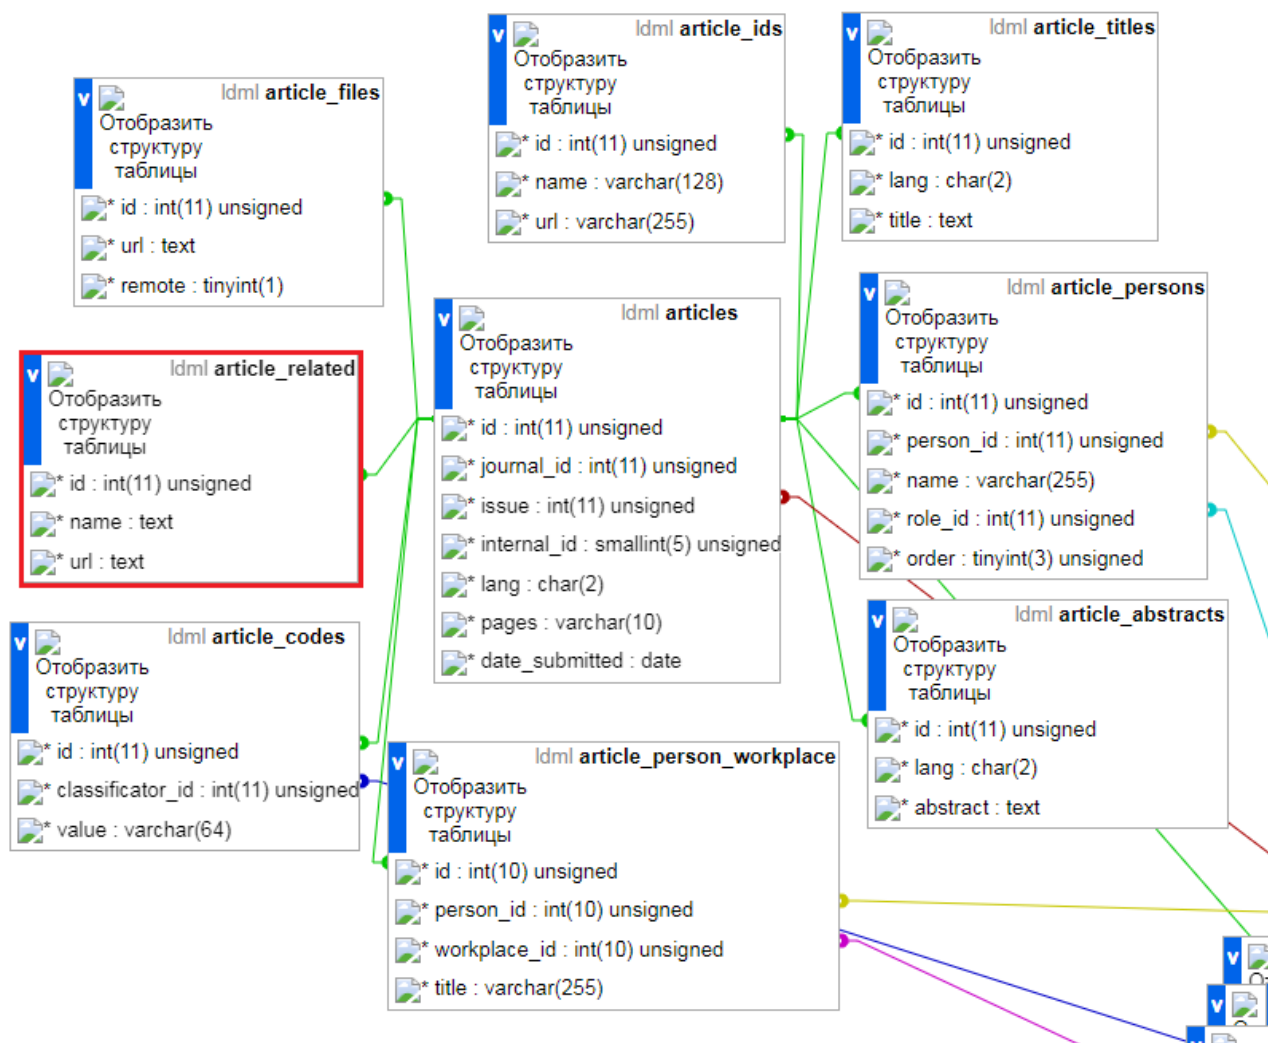 v
ldml article_files
Отобразить
структуру
таблицы
* id : int(11) unsigned
* url : text
* remote : tinyint(1)
v
ldml article_ids
Отобразить
структуру
таблицы
* id : int(11) unsigned
* name : varchar(128)
* url : varchar(255)
v
ldml article_titles
Отобразить
структуру
таблицы
* id : int(11) unsigned
* lang : char(2)
* title : text
v
ldml article_related
Отобразить
структуру
таблицы
* id : int(11) unsigned
* name : text
* url : text
v
ldml articles
Отобразить
структуру
таблицы
* id : int(11) unsigned
* journal_id : int(11) unsigned
* issue : int(11) unsigned
* internal_id : smallint(5) unsigned
* lang : char(2)
* pages : varchar(10)
* date_submitted : date
v
ldml article_persons
Отобразить
структуру
таблицы
* id : int(11) unsigned
* person_id : int(11) unsigned
* name : varchar(255)
* role_id : int(11) unsigned
* order : tinyint(3) unsigned
v
ldml article_codes
Отобразить
структуру
таблицы
* id : int(11) unsigned
* classificator_id : int(11) unsigned
* value : varchar(64)
v
ldml article_person_workplace
Отобразить
структуру
таблицы
* id : int(10) unsigned
* person_id : int(10) unsigned
* workplace_id : int(10) unsigned
* title : varchar(255)
v
ldml article_abstracts
Отобразить
структуру
таблицы
* id : int(11) unsigned
* lang : char(2)
* abstract : text
v
v